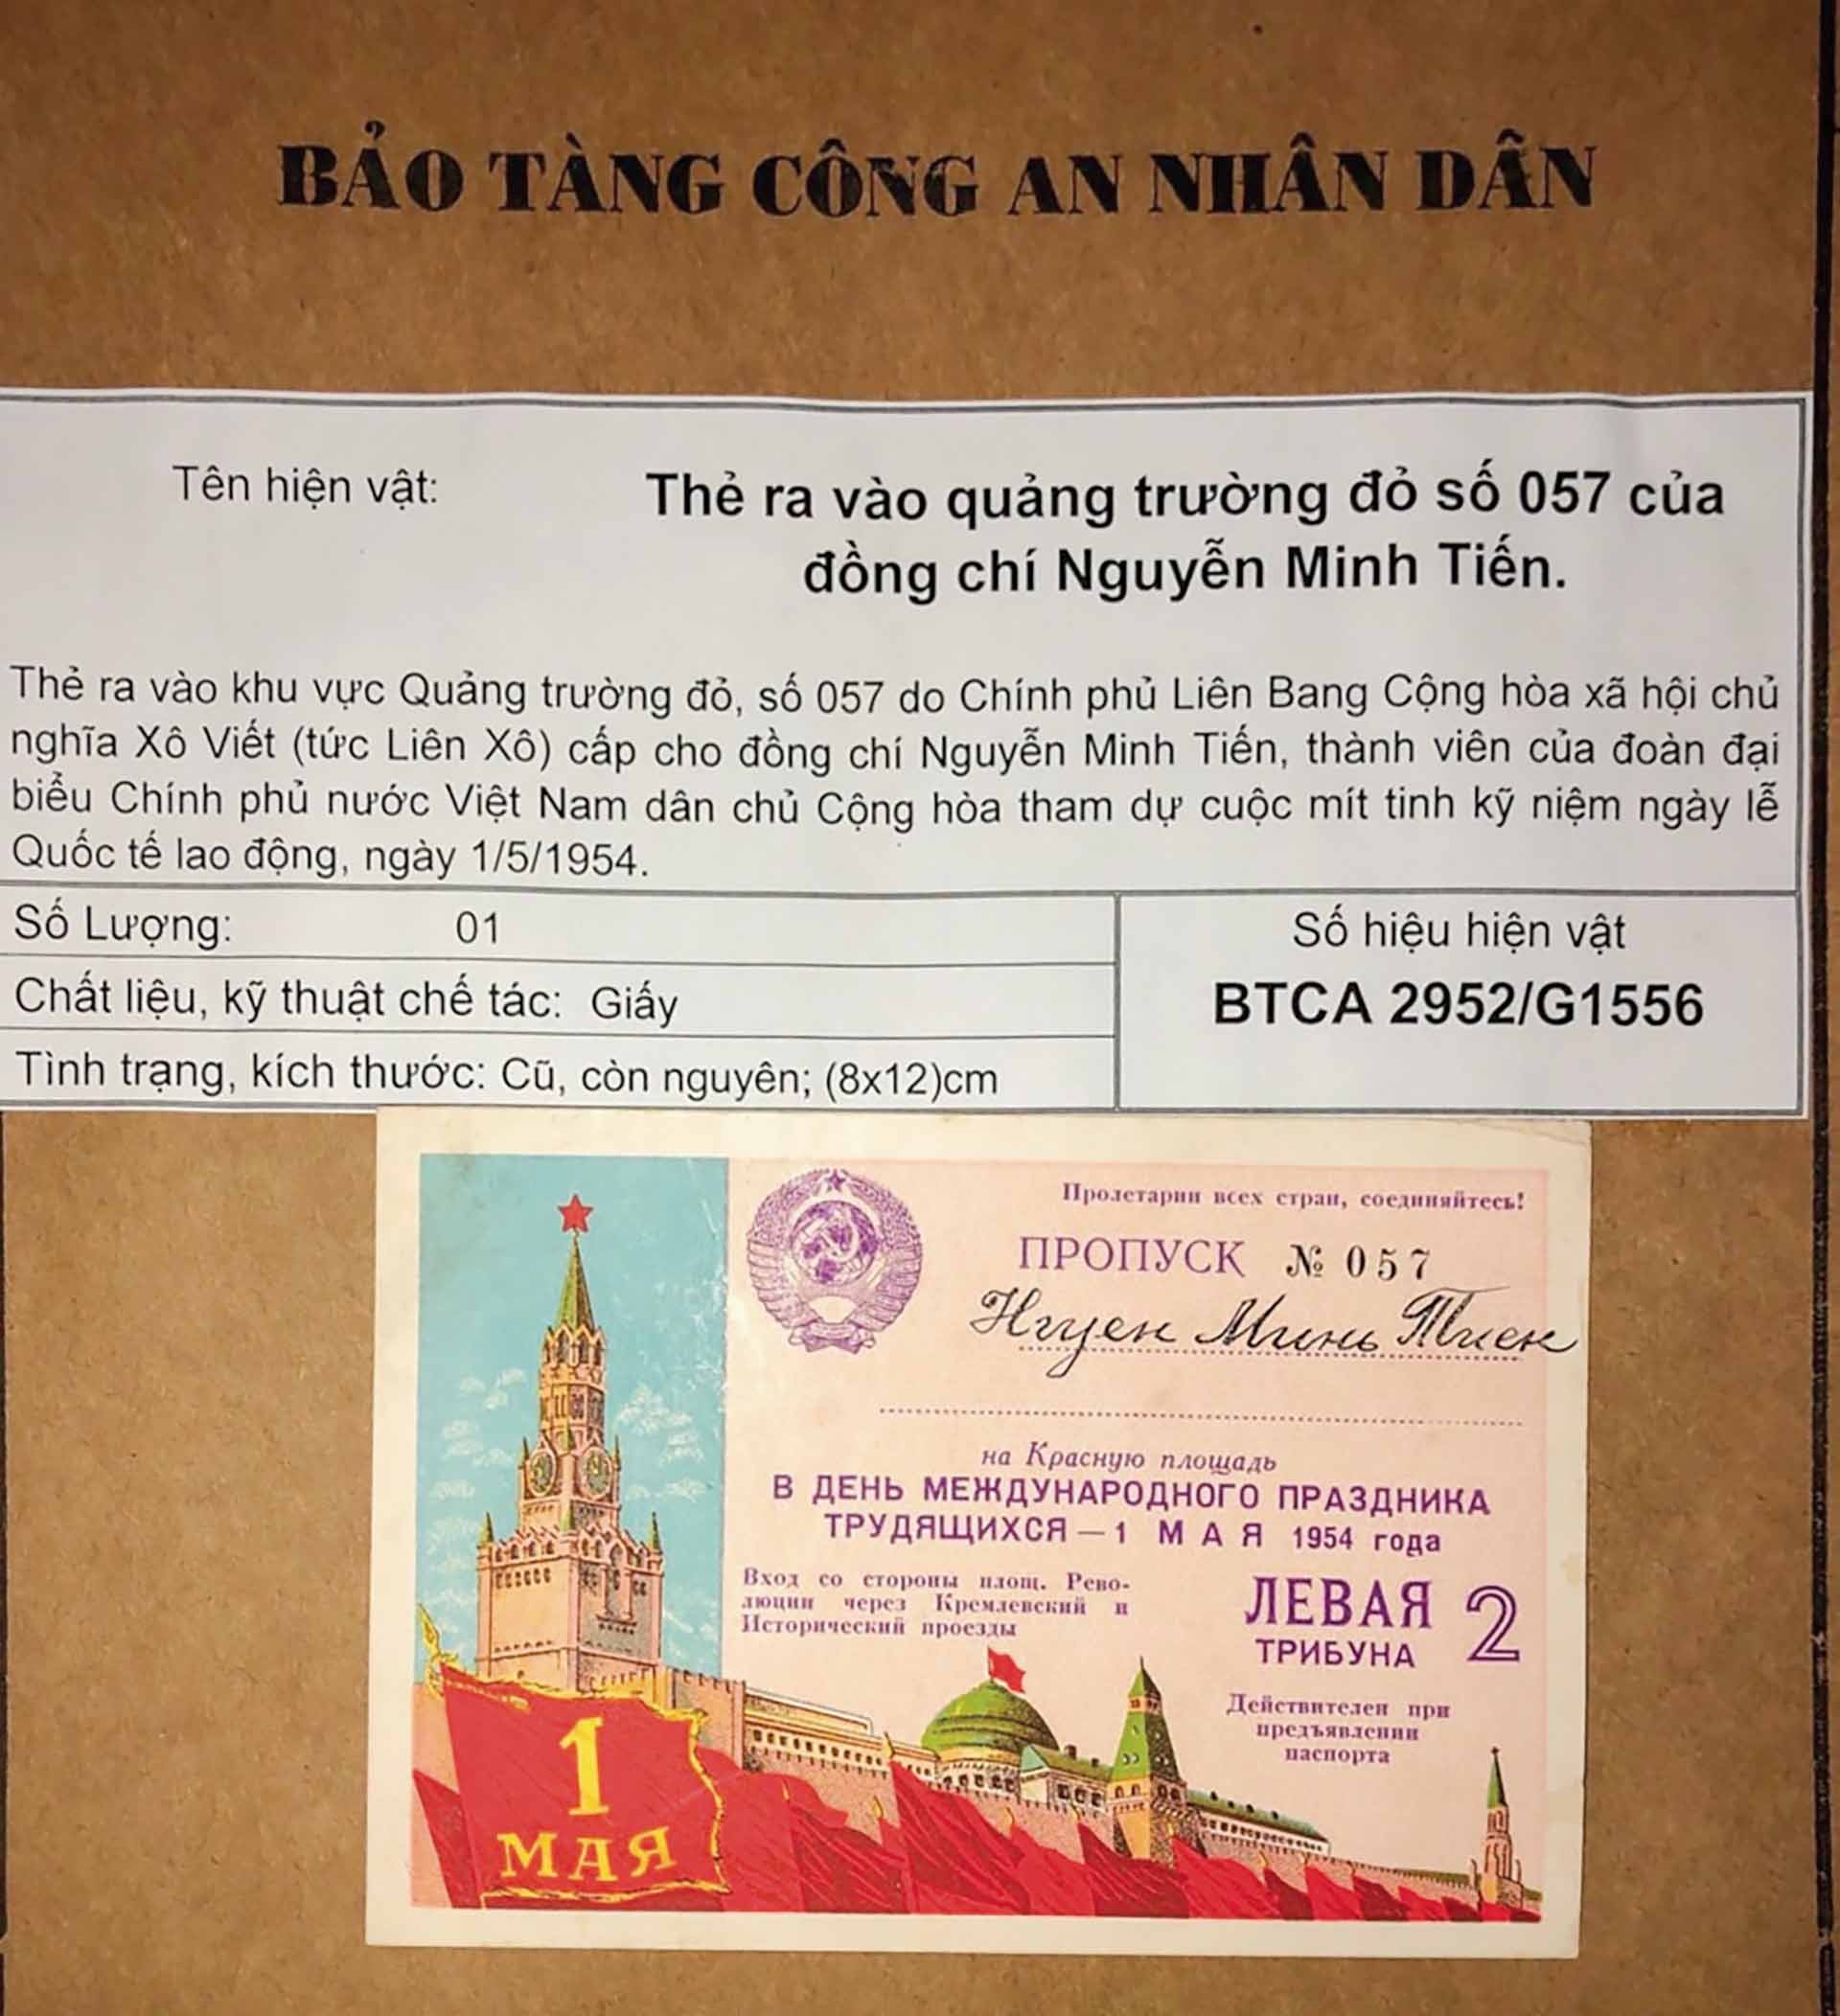 BẢO TÀNG CÔNG AN NHÂN DÂN
Tên hiện vật: Thẻ ra vào quảng trường đỏ số 057 của
đồng chí Nguyễn Minh Tiến.
Thẻ ra vào khu vực Quảng trường đỏ, số 057 do Chính phủ Liên Bang Cộng hòa xã hội chủ
nghĩa Xô Viết (tức Liên Xô) cấp cho đồng chí Nguyễn Minh Tiến, thành viên của đoàn đại
biểu Chính phủ nước Việt Nam dân chủ Cộng hòa tham dự cuộc mít tinh kỹ niệm ngày lễ
Quốc tế lao động, ngày 1/5/1954.
Số Lượng: 01
Chất liệu, kỹ thuật chế tác: Giấy
Tình trạng, kích thước: Cũ, còn nguyên; (8x12)cm
Số hiệu hiện vật
BTCA 2952/G1556
Пролетарии всех стран, соединяйтесь!
ПРОПУСК № 057
Нгуен Минь Тиен
на Красную площадь
В ДЕНЬ МЕЖДУНАРОДНОГО ПРАЗДНИКА
ТРУДЯЩИХСЯ — 1 МАЯ 1954 года
Вход со стороны площ. Рево-
люции через Кремлевский и
Исторический проезды
ЛЕВАЯ 2
ТРИБУНА
Действителен при
предъявлении
паспорта
1
МАЯ